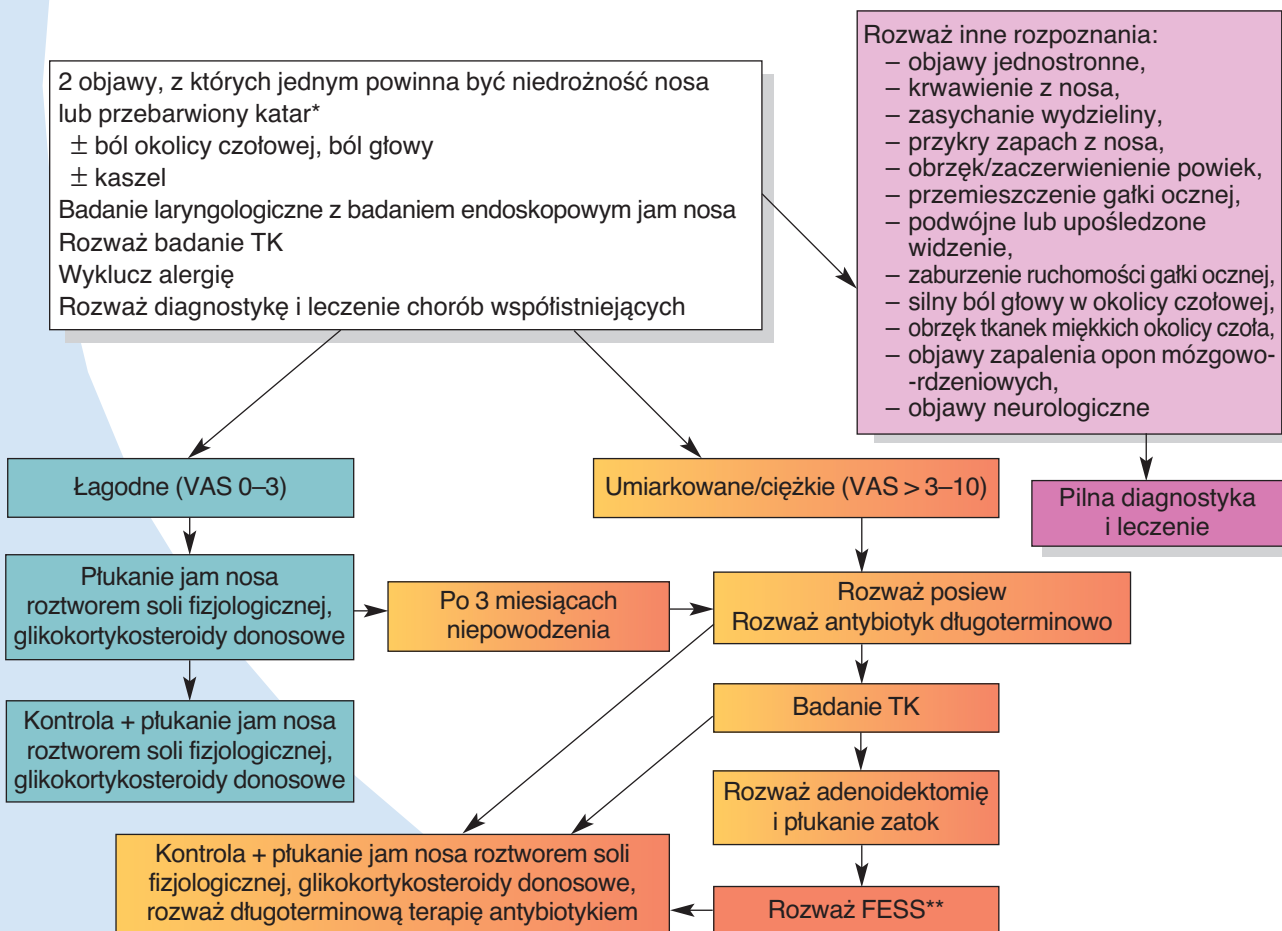 2 objawy, z których jednym powinna być niedrożność nosa
lub przebarwiony katar*
± ból okolicy czołowej, ból głowy
± kaszel
Badanie laryngologiczne z badaniem endoskopowym jam nosa
Rozważ badanie TK
Wyklucz alergię
Rozważ diagnostykę i leczenie chorób współistniejących
Rozważ inne rozpoznania:
– objawy jednostronne,
– krwawienie z nosa,
– zasychanie wydzieliny,
– przykry zapach z nosa,
– obrzęk/zaczerwienienie powiek,
– przemieszczenie gałki ocznej,
– podwójne lub upośledzone
widzenie,
– zaburzenie ruchomości gałki ocznej,
– silny ból głowy w okolicy czołowej,
– obrzęk tkanek miękkich okolicy czoła,
– objawy zapalenia opon mózgowo-
-rdzeniowych,
– objawy neurologiczne
Łagodne (VAS 0–3)
Umiarkowane/ciężkie (VAS > 3–10)
Pilna diagnostyka
i leczenie
Płukanie jam nosa
roztworem soli fizjologicznej,
glikokortykosteroidy donosowe
Po 3 miesiącach
niepowodzenia
Rozważ posiew
Rozważ antybiotyk długoterminowo
Kontrola + płukanie jam nosa
roztworem soli fizjologicznej,
glikokortykosteroidy donosowe
Badanie TK
Rozważ adenoidektomię
i płukanie zatok
Kontrola + płukanie jam nosa roztworem soli
fizjologicznej, glikokortykosteroidy donosowe,
rozważ długoterminową terapię antybiotykiem
Rozważ FESS**